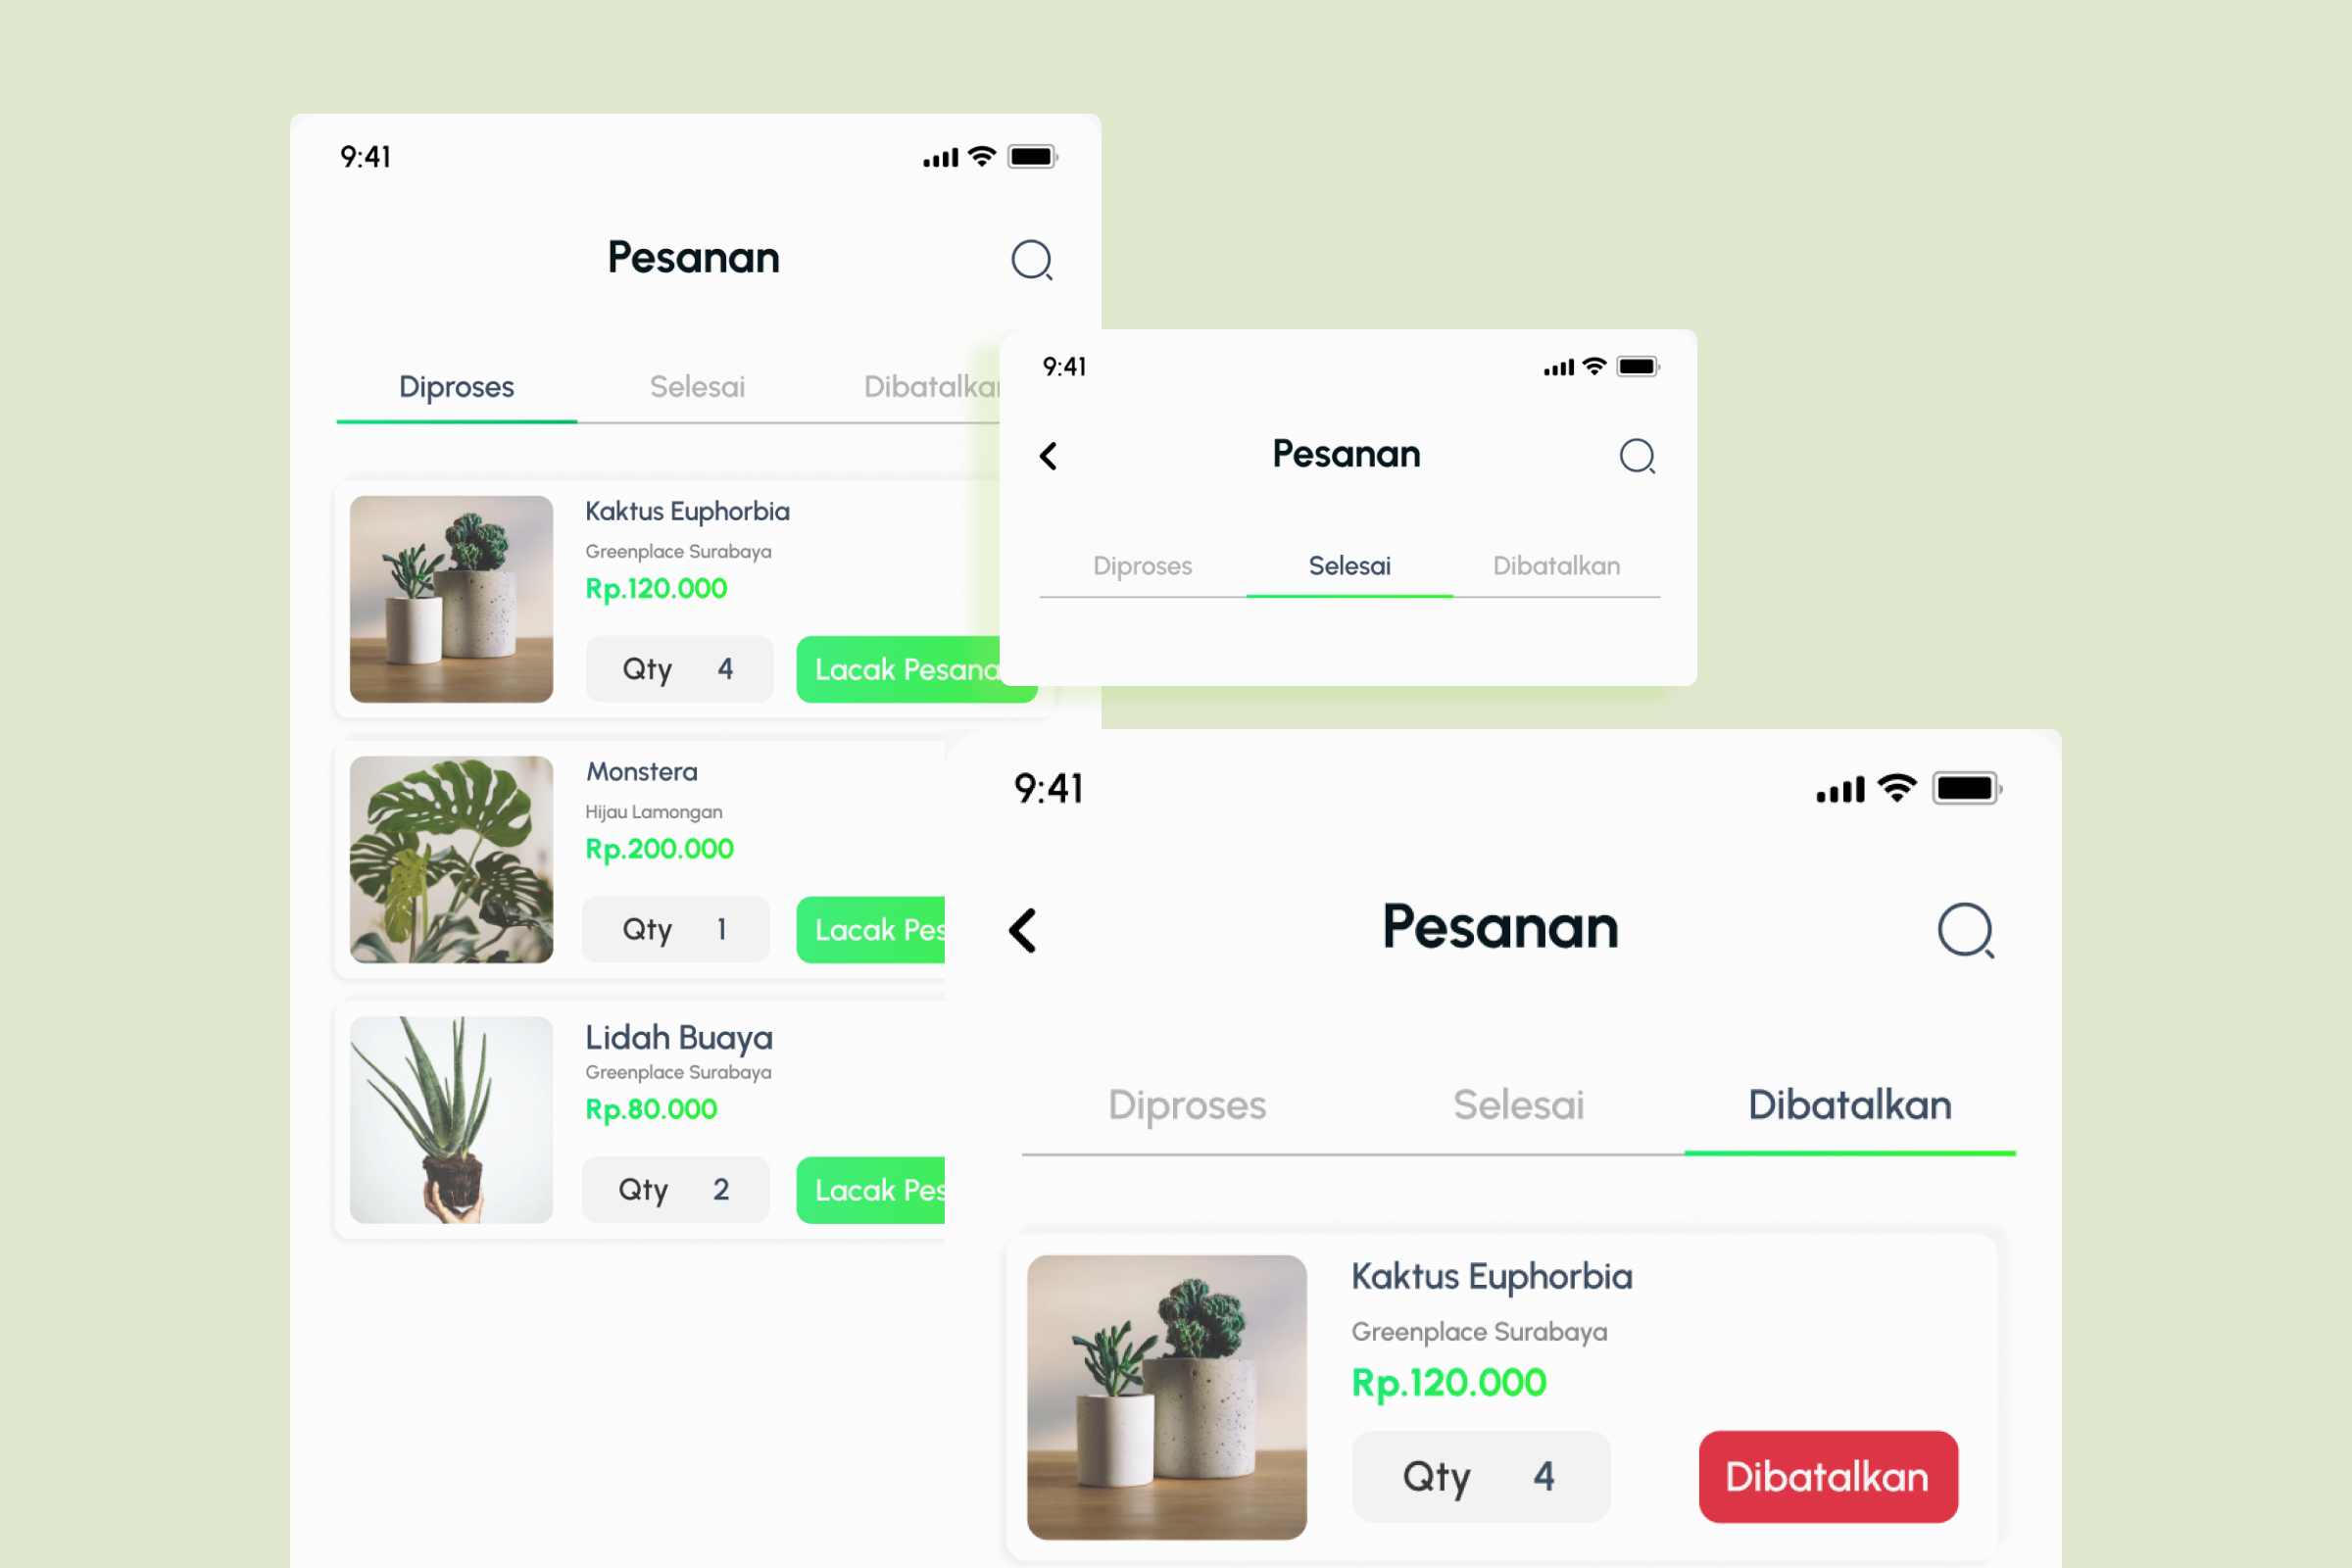 9:41
Pesanan
Diproses Selesai Dibatalkan
Kaktus Euphorbia
Greenplace Surabaya
Rp.120.000
Qty 4 Lacak Pesana
Monstera
Hijau Lamongan
Rp.200.000
Qty 1 Lacak Pes
Lidah Buaya
Greenplace Surabaya
Rp.80.000
Qty 2 Lacak Pes
9:41
Pesanan
Diproses Selesai Dibatalkan
9:41
Pesanan
Diproses Selesai Dibatalkan
Kaktus Euphorbia
Greenplace Surabaya
Rp.120.000
Qty 4 Dibatalkan